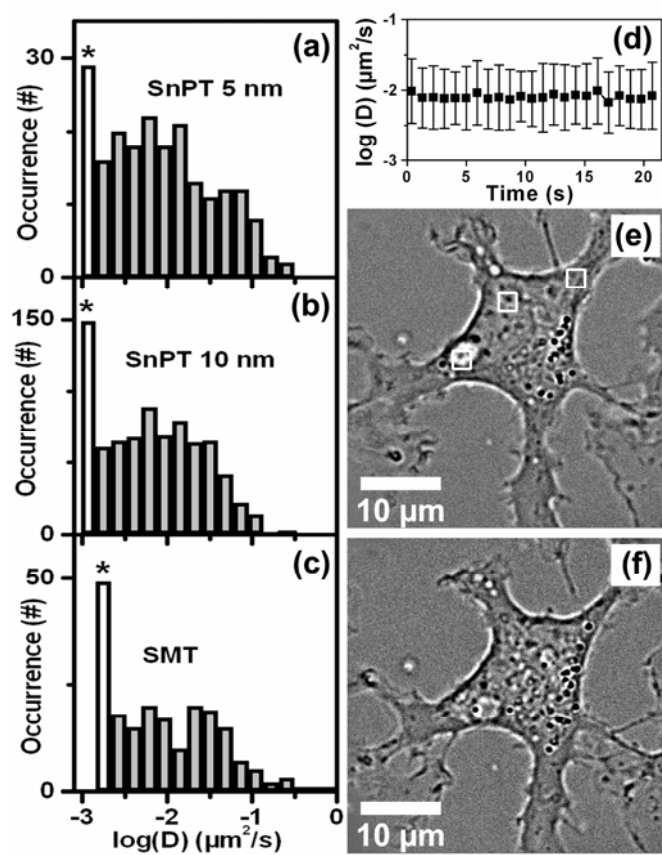 (a)
30
*
SnPT 5 nm
Occurrence (#)
0
(b)
150
*
SnPT 10 nm
Occurrence (#)
0
(c)
50
*
SMT
Occurrence (#)
0
-3 -2 -1 0
log(D) (µm²/s)
(d)
-1
-2
-3
log (D) (µm²/s)
0 5 10 15 20
Time (s)
(e)
10 µm
(f)
10 µm